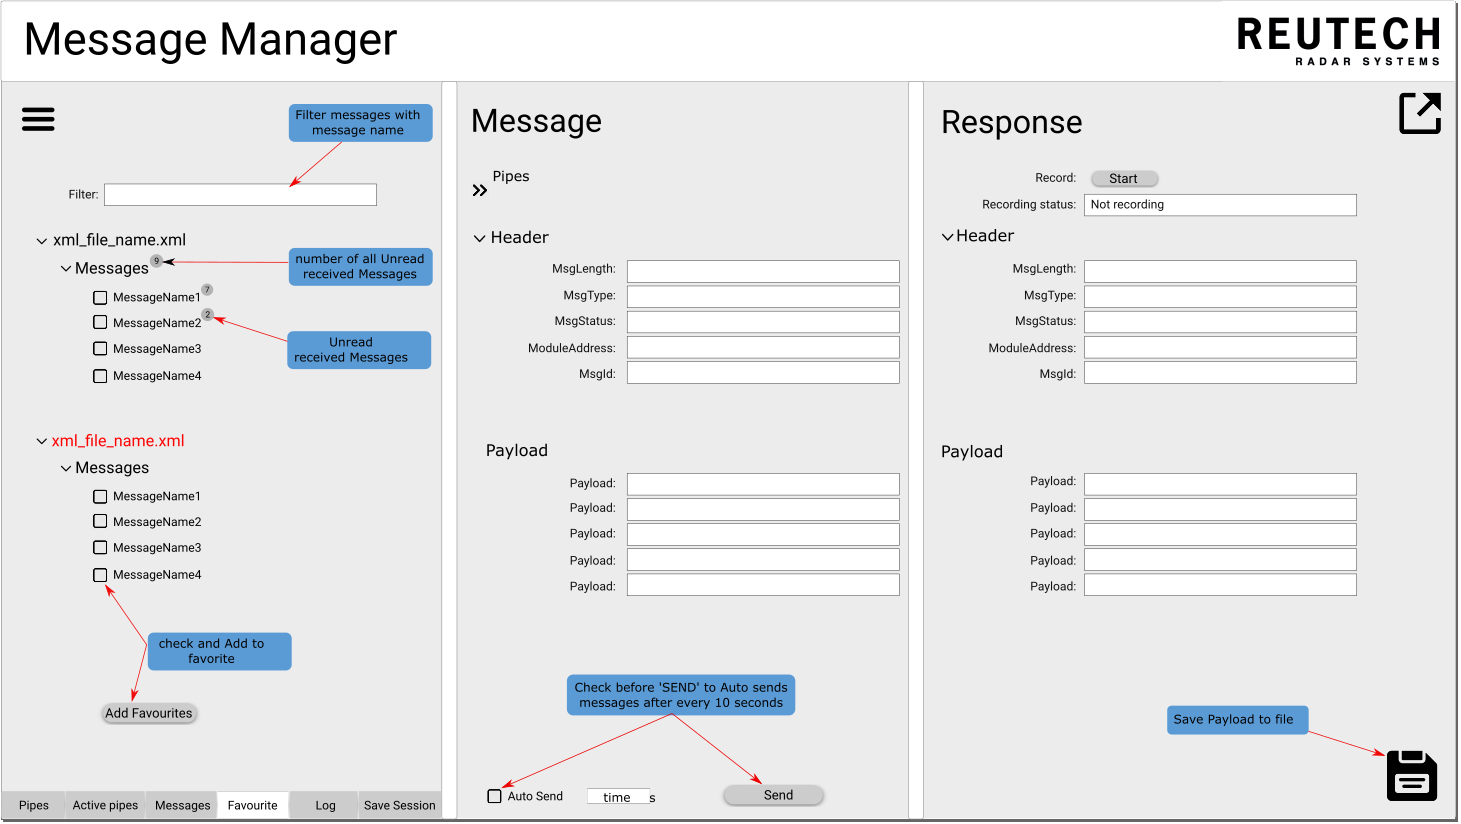 Message Manager
REUTECH
RADAR SYSTEMS
Filter messages with
message name
Filter:
xml_file_name.xml
Messages 9
number of all Unread
received Messages
MessageName1 7
MessageName2 2
MessageName3
MessageName4
Unread
received Messages
xml_file_name.xml
Messages
MessageName1
MessageName2
MessageName3
MessageName4
check and Add to
favorite
Add Favourites
Pipes
Active pipes
Messages
Favourite
Log
Save Session
Message
Pipes
Header
MsgLength:
MsgType:
MsgStatus:
ModuleAddress:
MsgId:
Payload
Payload:
Payload:
Payload:
Payload:
Payload:
Check before 'SEND' to Auto sends
messages after every 10 seconds
Auto Send
time s
Send
Response
Record: Start
Recording status: Not recording
Header
MsgLength:
MsgType:
MsgStatus:
ModuleAddress:
MsgId:
Payload
Payload:
Payload:
Payload:
Payload:
Payload:
Save Payload to file